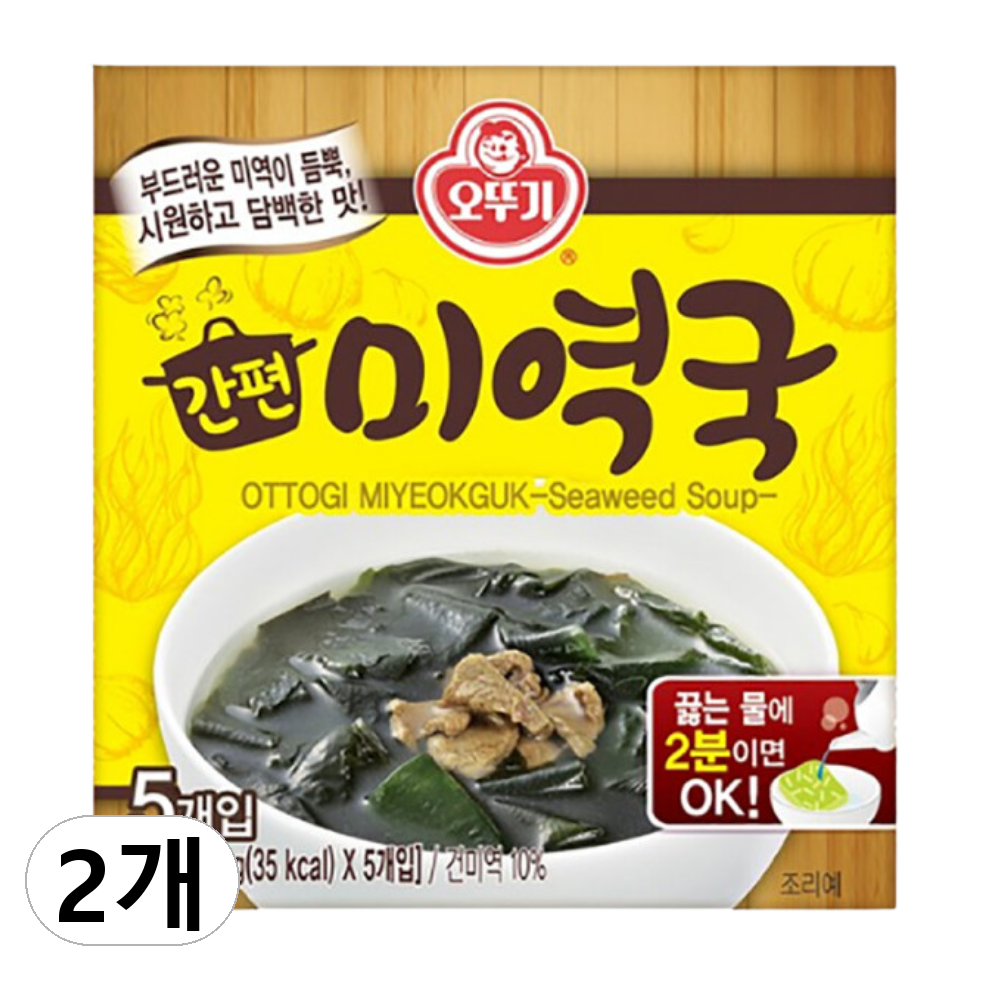 부드러운 미역이 듬뿍,
시원하고 담백한 맛!
오뚜기
®
간편 미역국
OTTOGI MIYEOKGUK-Seaweed Soup-
끓는 물에
2분이면
OK!
5개입
g(35 kcal) X 5개입] / 건미역 10%
조리예
2개